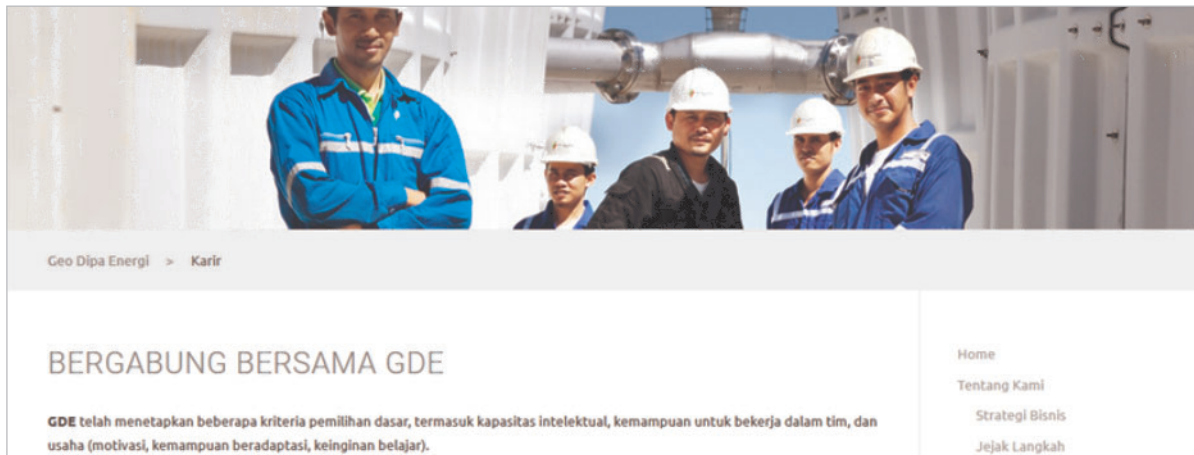 Geo Dipa Energi > Karir
BERGABUNG BERSAMA GDE
GDE telah menetapkan beberapa kriteria pemilihan dasar, termasuk kapasitas intelektual, kemampuan untuk bekerja dalam tim, dan
usaha (motivasi, kemampuan beradaptasi, keinginan belajar).
Home
Tentang Kami
Strategi Bisnis
Jejak Langkah